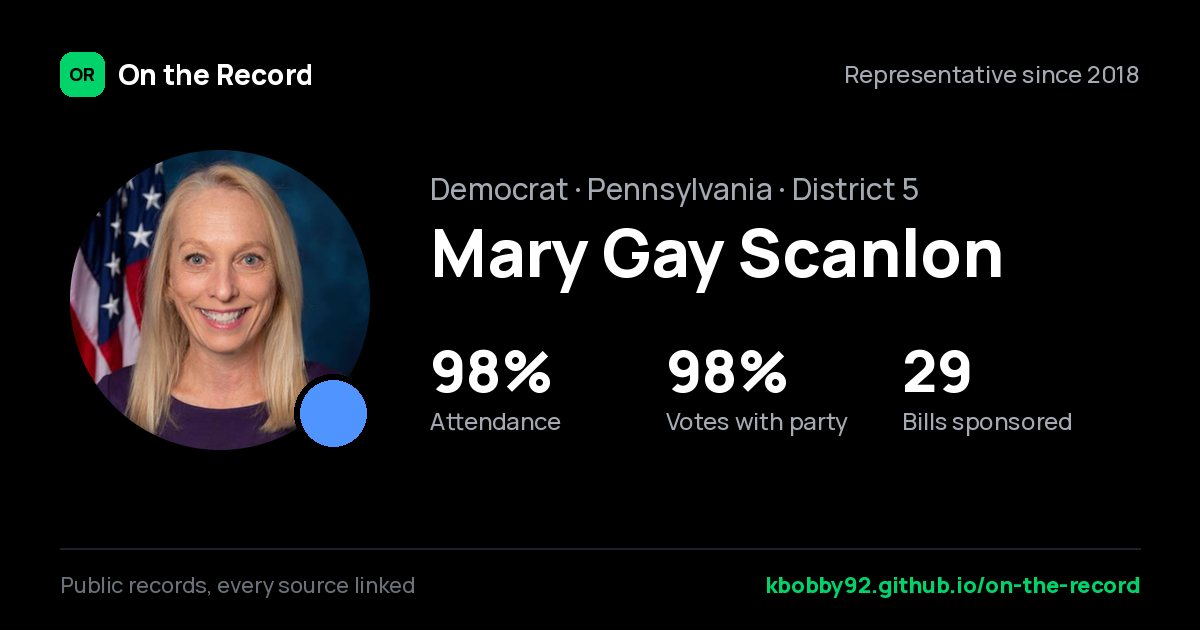 OR On the Record
Representative since 2018
Democrat · Pennsylvania · District 5
Mary Gay Scanlon
98% 98% 29
Attendance Votes with party Bills sponsored
Public records, every source linked
kbobby92.github.io/on-the-record